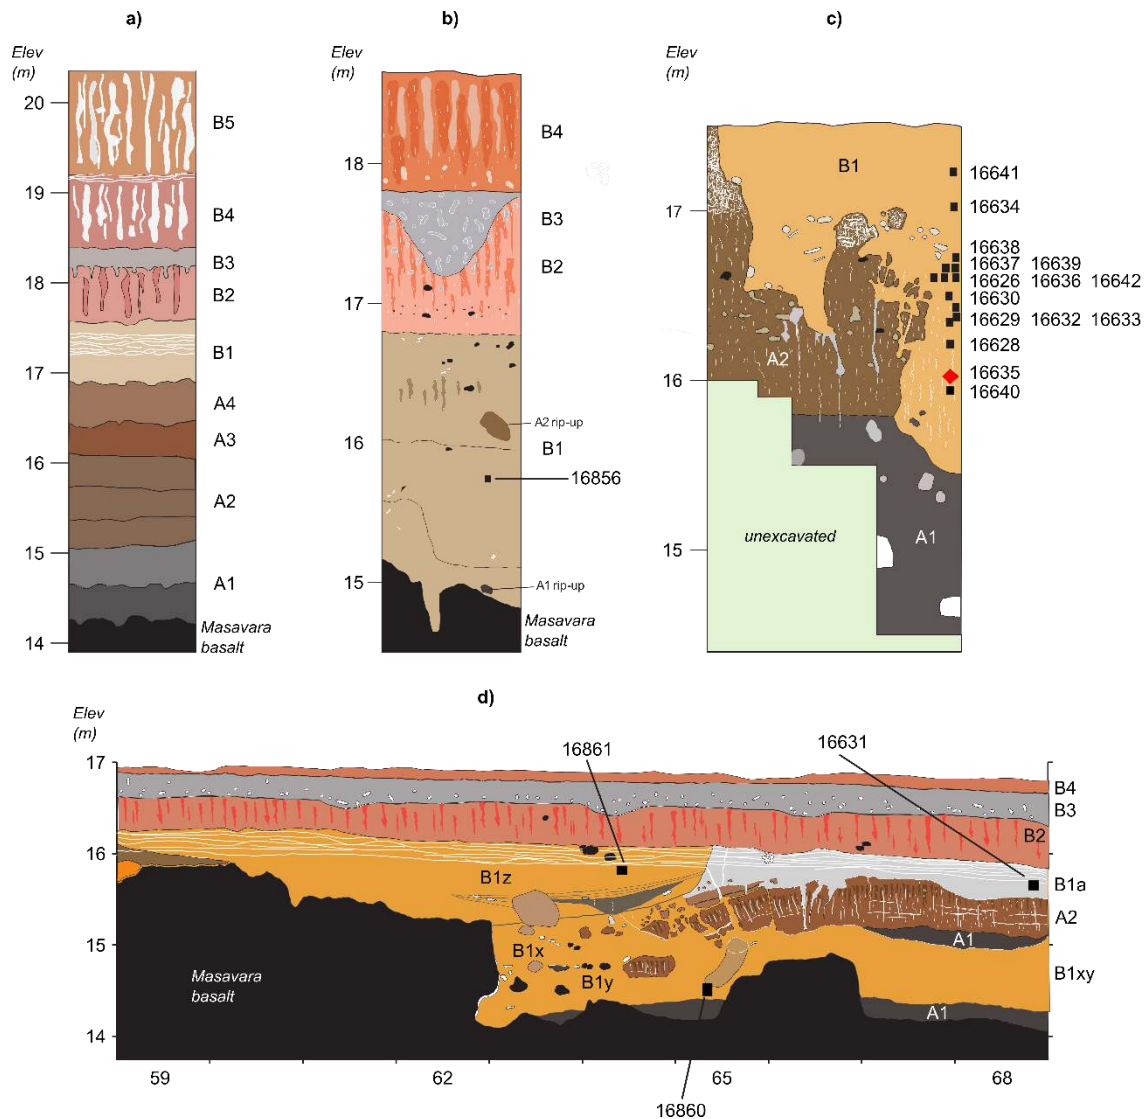 a)
Elev
(m)
20
19
18
17
16
15
14
B5
B4
B3
B2
B1
A4
A3
A2
A1
Masavara
basalt
b)
Elev
(m)
18
17
16
15
B4
B3
B2
A2 rip-up
B1
16856
A1 rip-up
Masavara
basalt
c)
Elev
(m)
17
16
15
B1
A2
A1
unexcavated
16641
16634
16638
16637 16639
16626 16636 16642
16630
16629 16632 16633
16628
16635
16640
d)
Elev
(m)
17
16
15
14
16861
16631
B4
B3
B2
B1a
A2
A1
B1xy
A1
B1z
B1x
B1y
Masavara
basalt
59
62
65
68
16860